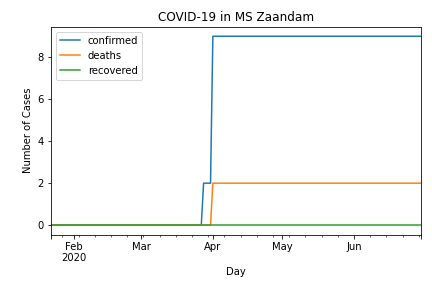 COVID-19 in MS Zaandam
confirmed
deaths
recovered
Number of Cases
8
6
4
2
0
Feb Mar Apr May Jun
2020
Day